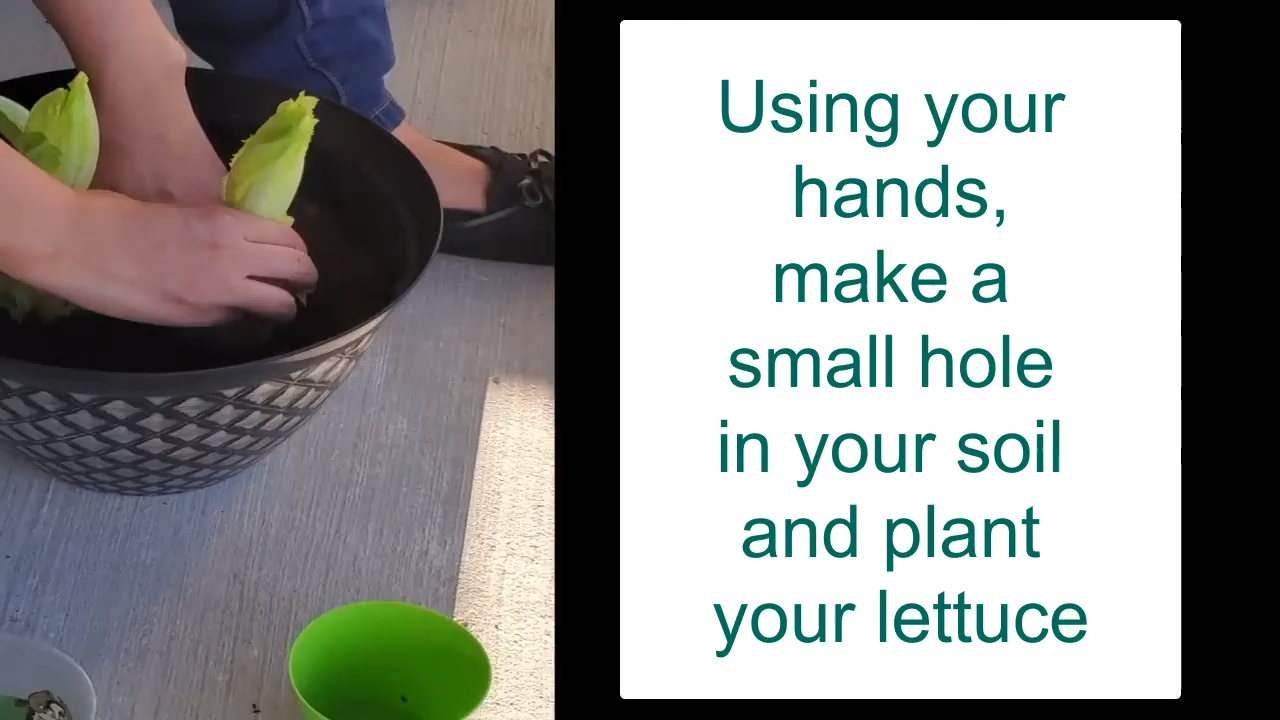 Using your
hands,
make a
small hole
in your soil
and plant
your lettuce